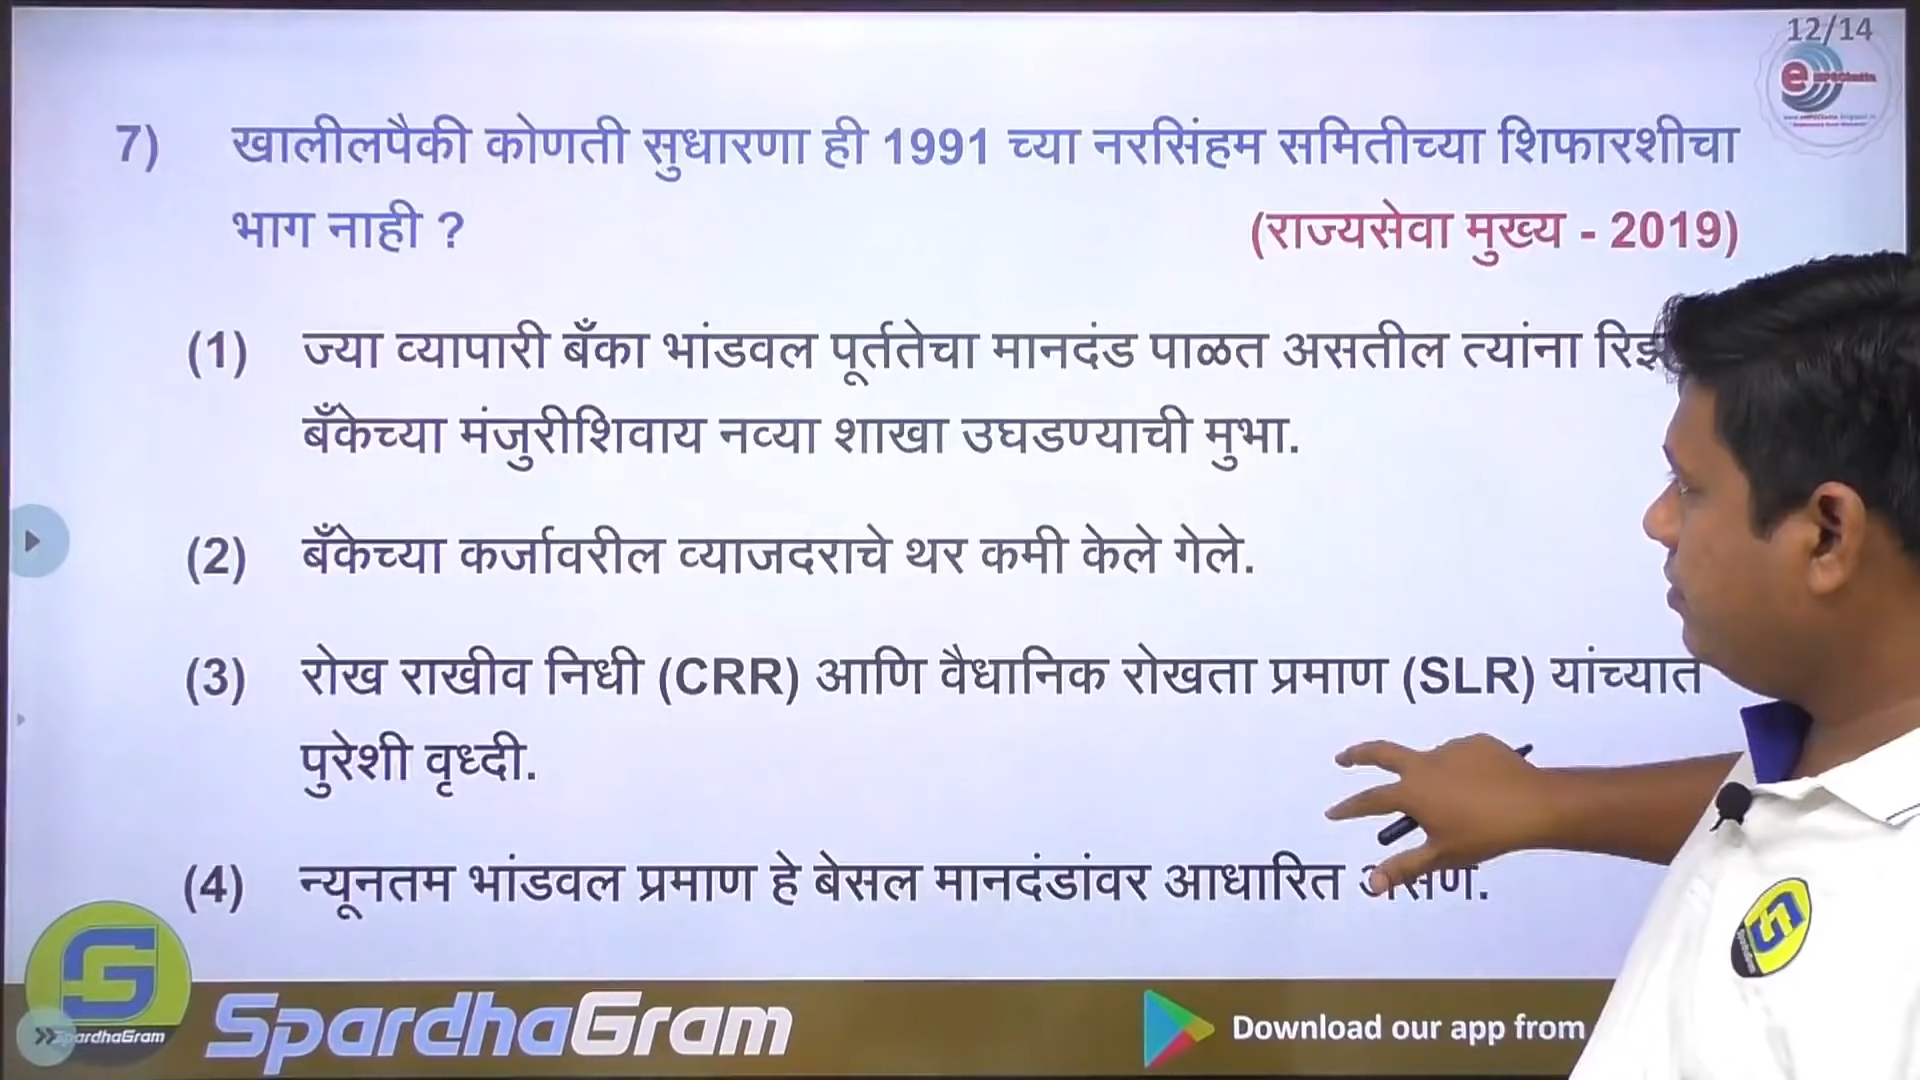 12/14
7) खालीलपैकी कोणती सुधारणा ही 1991 च्या नरसिंहम समितीच्या शिफारशीचा
भाग नाही ? (राज्यसेवा मुख्य - 2019)
(1) ज्या व्यापारी बँका भांडवल पूर्ततेचा मानदंड पाळत असतील त्यांना
बँकेच्या मंजुरीशिवाय नव्या शाखा उघडण्याची मुभा.
(2) बँकेच्या कर्जावरील व्याजदराचे थर कमी केले गेले.
(3) रोख राखीव निधी (CRR) आणि वैधानिक रोखता प्रमाण (SLR) यांच्यात
पुरेशी वृध्दी.
(4) न्यूनतम भांडवल प्रमाण हे बेसल मानदंडांवर आधारित
SpardhaGram
Download our app from